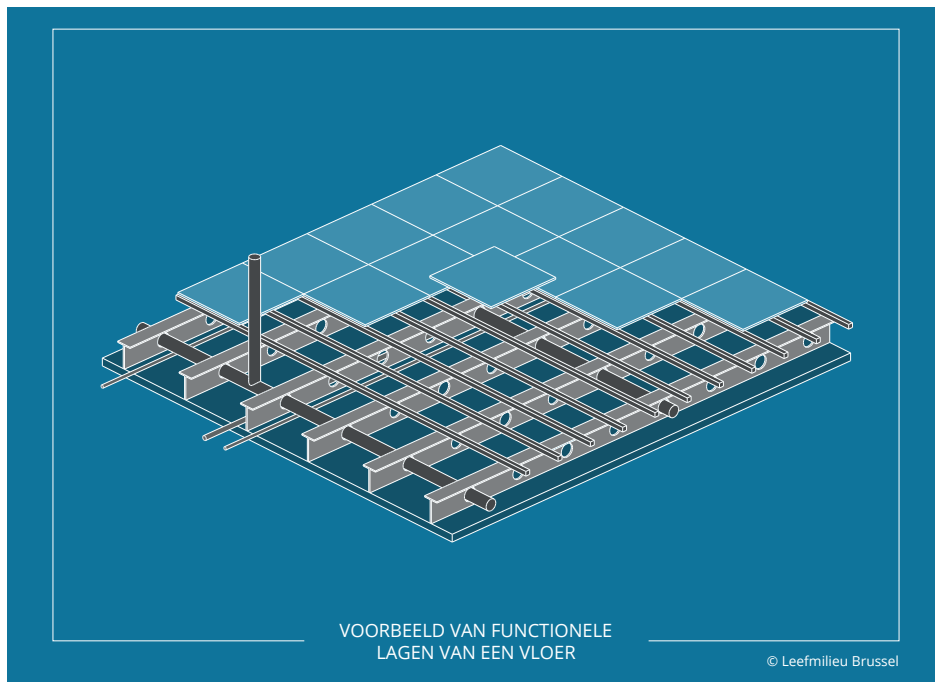 VOORBEELD VAN FUNCTIONELE
LAGEN VAN EEN VLOER
© Leefmilieu Brussel